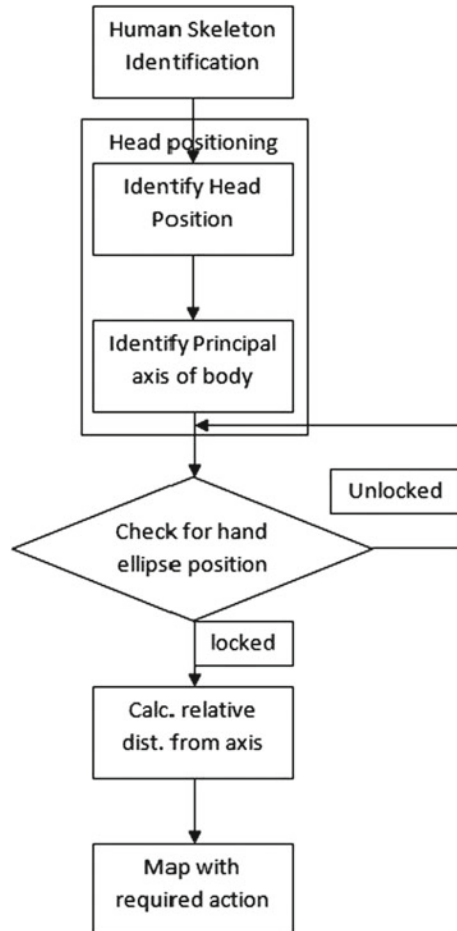 Human Skeleton
Identification
Head positioning
Identify Head
Position
Identify Principal
axis of body
Unlocked
Check for hand
ellipse position
locked
Calc. relative
dist. from axis
Map with
required action